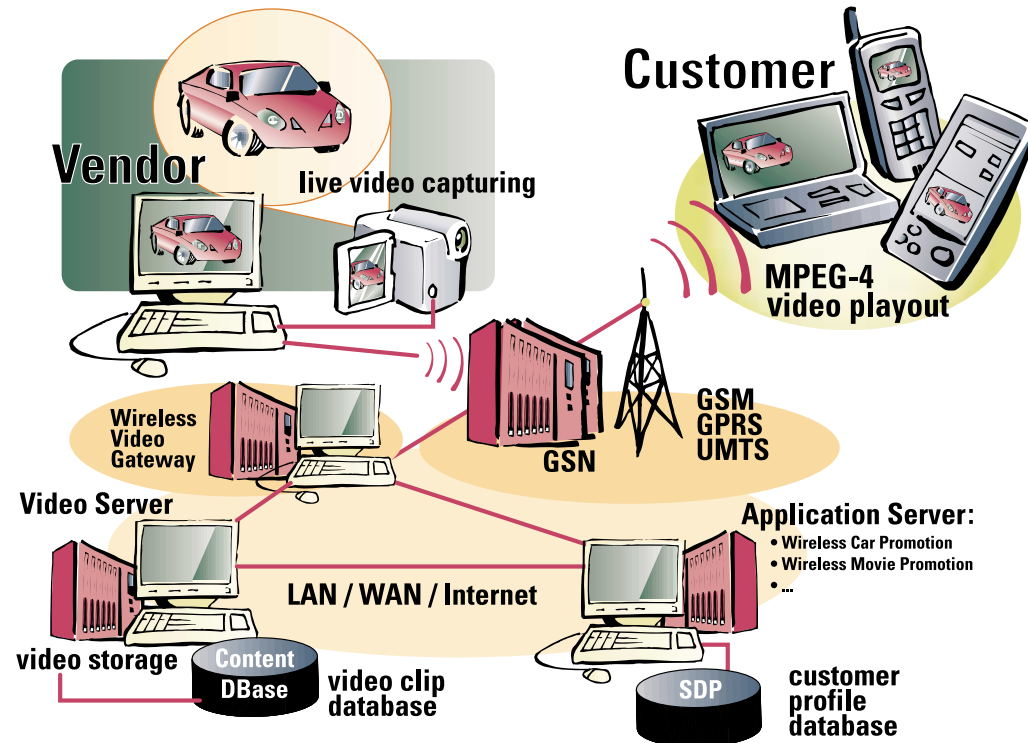 Customer
Vendor
live video capturing
MPEG-4
video playout
Wireless
Video
Gateway
GSN
GSM
GPRS
UMTS
Video Server
Application Server:
• Wireless Car Promotion
• Wireless Movie Promotion
• ...
LAN / WAN / Internet
video storage
Content
DBase
video clip
database
SDP
customer
profile
database